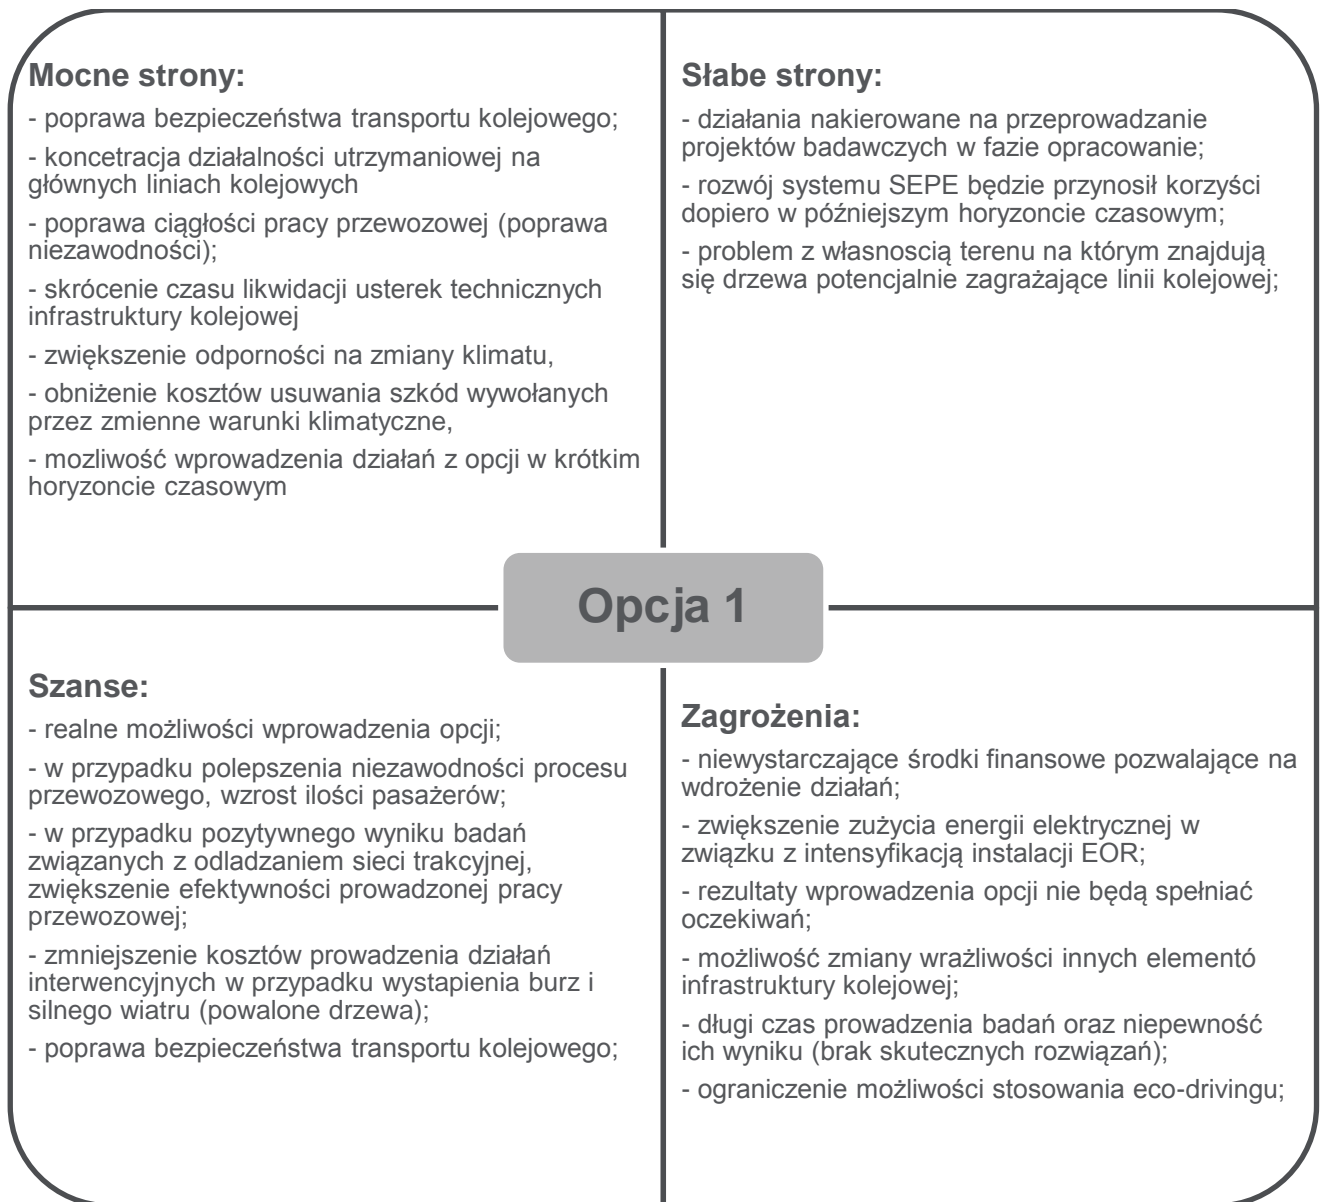 Mocne strony:
- poprawa bezpieczeństwa transportu kolejowego;
- koncetracja działalności utrzymaniowej na
głównych liniach kolejowych
- poprawa ciągłości pracy przewozowej (poprawa
niezawodności);
- skrócenie czasu likwidacji usterek technicznych
infrastruktury kolejowej
- zwiększenie odporności na zmiany klimatu,
- obniżenie kosztów usuwania szkód wywołanych
przez zmienne warunki klimatyczne,
- mozliwość wprowadzenia działań z opcji w krótkim
horyzoncie czasowym
Słabe strony:
- działania nakierowane na przeprowadzanie
projektów badawczych w fazie opracowanie;
- rozwój systemu SEPE będzie przynosił korzyści
dopiero w późniejszym horyzoncie czasowym;
- problem z własnoscią terenu na którym znajdują
się drzewa potencjalnie zagrażające linii kolejowej;
Opcja 1
Szanse:
- realne możliwości wprowadzenia opcji;
- w przypadku polepszenia niezawodności procesu
przewozowego, wzrost ilości pasażerów;
- w przypadku pozytywnego wyniku badań
związanych z odladzaniem sieci trakcyjnej,
zwiększenie efektywności prowadzonej pracy
przewozowej;
- zmniejszenie kosztów prowadzenia działań
interwencyjnych w przypadku wystapienia burz i
silnego wiatru (powalone drzewa);
- poprawa bezpieczeństwa transportu kolejowego;
Zagrożenia:
- niewystarczające środki finansowe pozwalające na
wdrożenie działań;
- zwiększenie zużycia energii elektrycznej w
związku z intensyfikacją instalacji EOR;
- rezultaty wprowadzenia opcji nie będą spełniać
oczekiwań;
- możliwość zmiany wrażliwości innych elementó
infrastruktury kolejowej;
- długi czas prowadzenia badań oraz niepewność
ich wyniku (brak skutecznych rozwiązań);
- ograniczenie możliwości stosowania eco-drivingu;